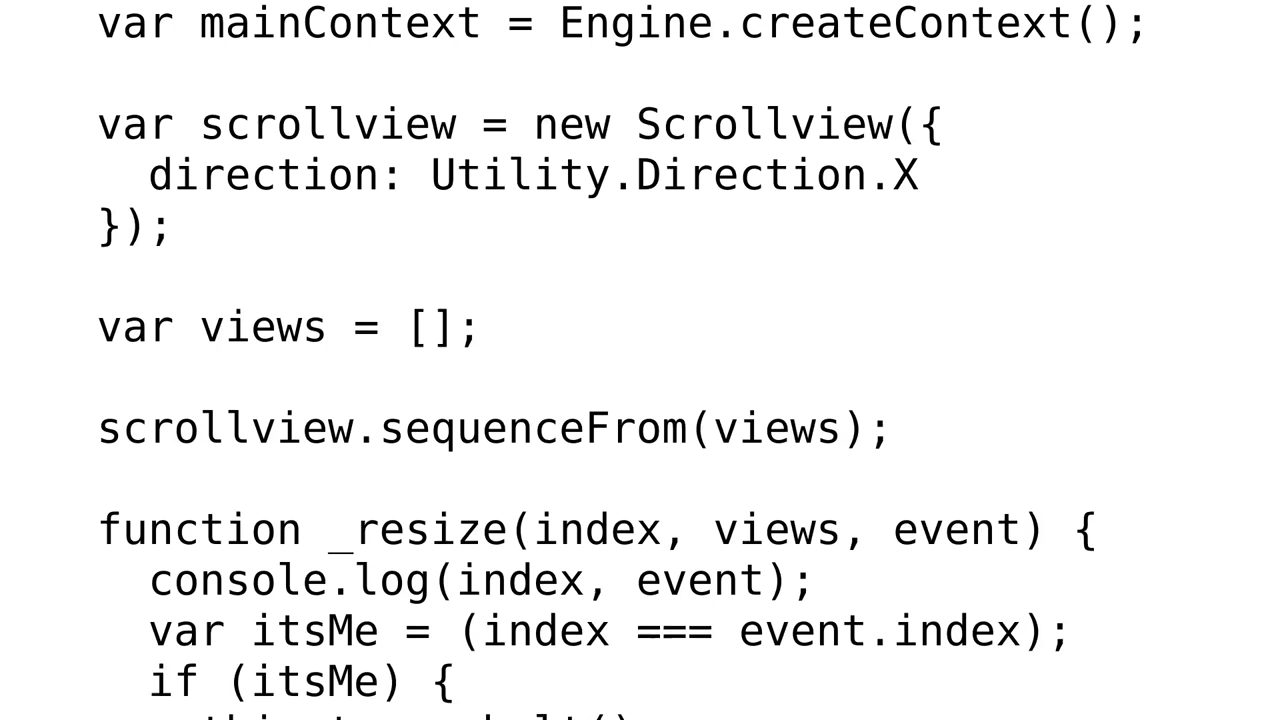 var mainContext = Engine.createContext();
var scrollview = new Scrollview({
direction: Utility.Direction.X
});
var views = [];
scrollview.sequenceFrom(views);
function _resize(index, views, event) {
console.log(index, event);
var itsMe = (index === event.index);
if (itsMe) {